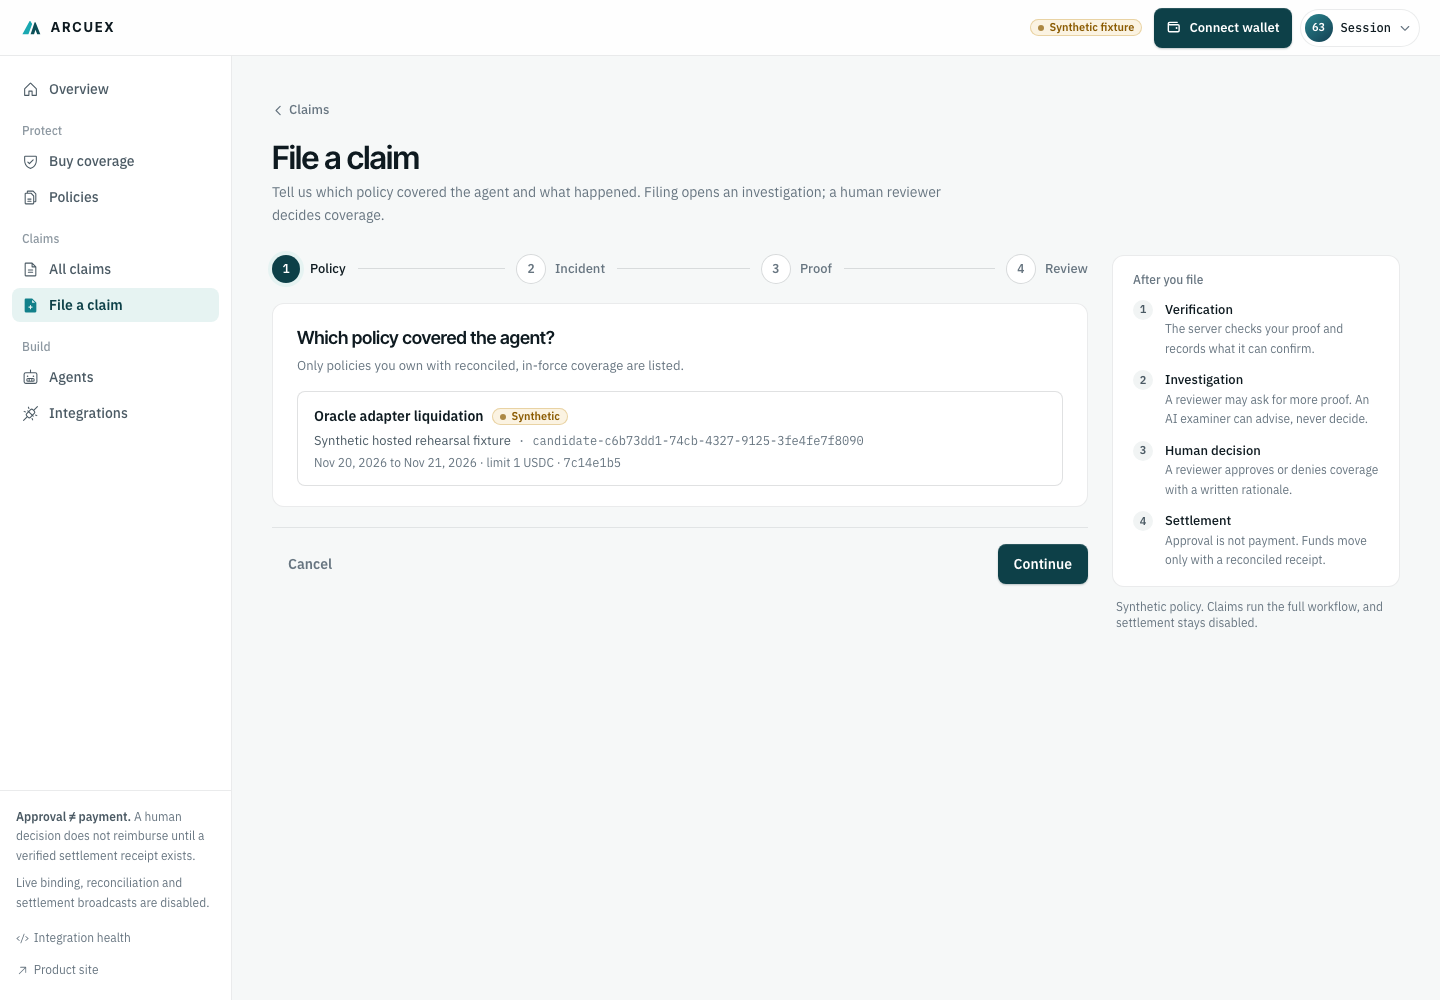 ARCUEX
Synthetic fixture
Connect wallet
63
Session
Overview
Protect
Buy coverage
Policies
Claims
All claims
File a claim
Build
Agents
Integrations
Approval ≠ payment. A human
decision does not reimburse until a
verified settlement receipt exists.
Live binding, reconciliation and
settlement broadcasts are disabled.
Integration health
Product site
Claims
File a claim
Tell us which policy covered the agent and what happened. Filing opens an investigation; a human reviewer
decides coverage.
1 Policy
2 Incident
3 Proof
4 Review
Which policy covered the agent?
Only policies you own with reconciled, in-force coverage are listed.
Oracle adapter liquidation Synthetic
Synthetic hosted rehearsal fixture · candidate-c6b73dd1-74cb-4327-9125-3fe4fe7f8090
Nov 20, 2026 to Nov 21, 2026 · limit 1 USDC · 7c14e1b5
Cancel
Continue
After you file
1 Verification
The server checks your proof and
records what it can confirm.
2 Investigation
A reviewer may ask for more proof. An
AI examiner can advise, never decide.
3 Human decision
A reviewer approves or denies coverage
with a written rationale.
4 Settlement
Approval is not payment. Funds move
only with a reconciled receipt.
Synthetic policy. Claims run the full workflow, and
settlement stays disabled.